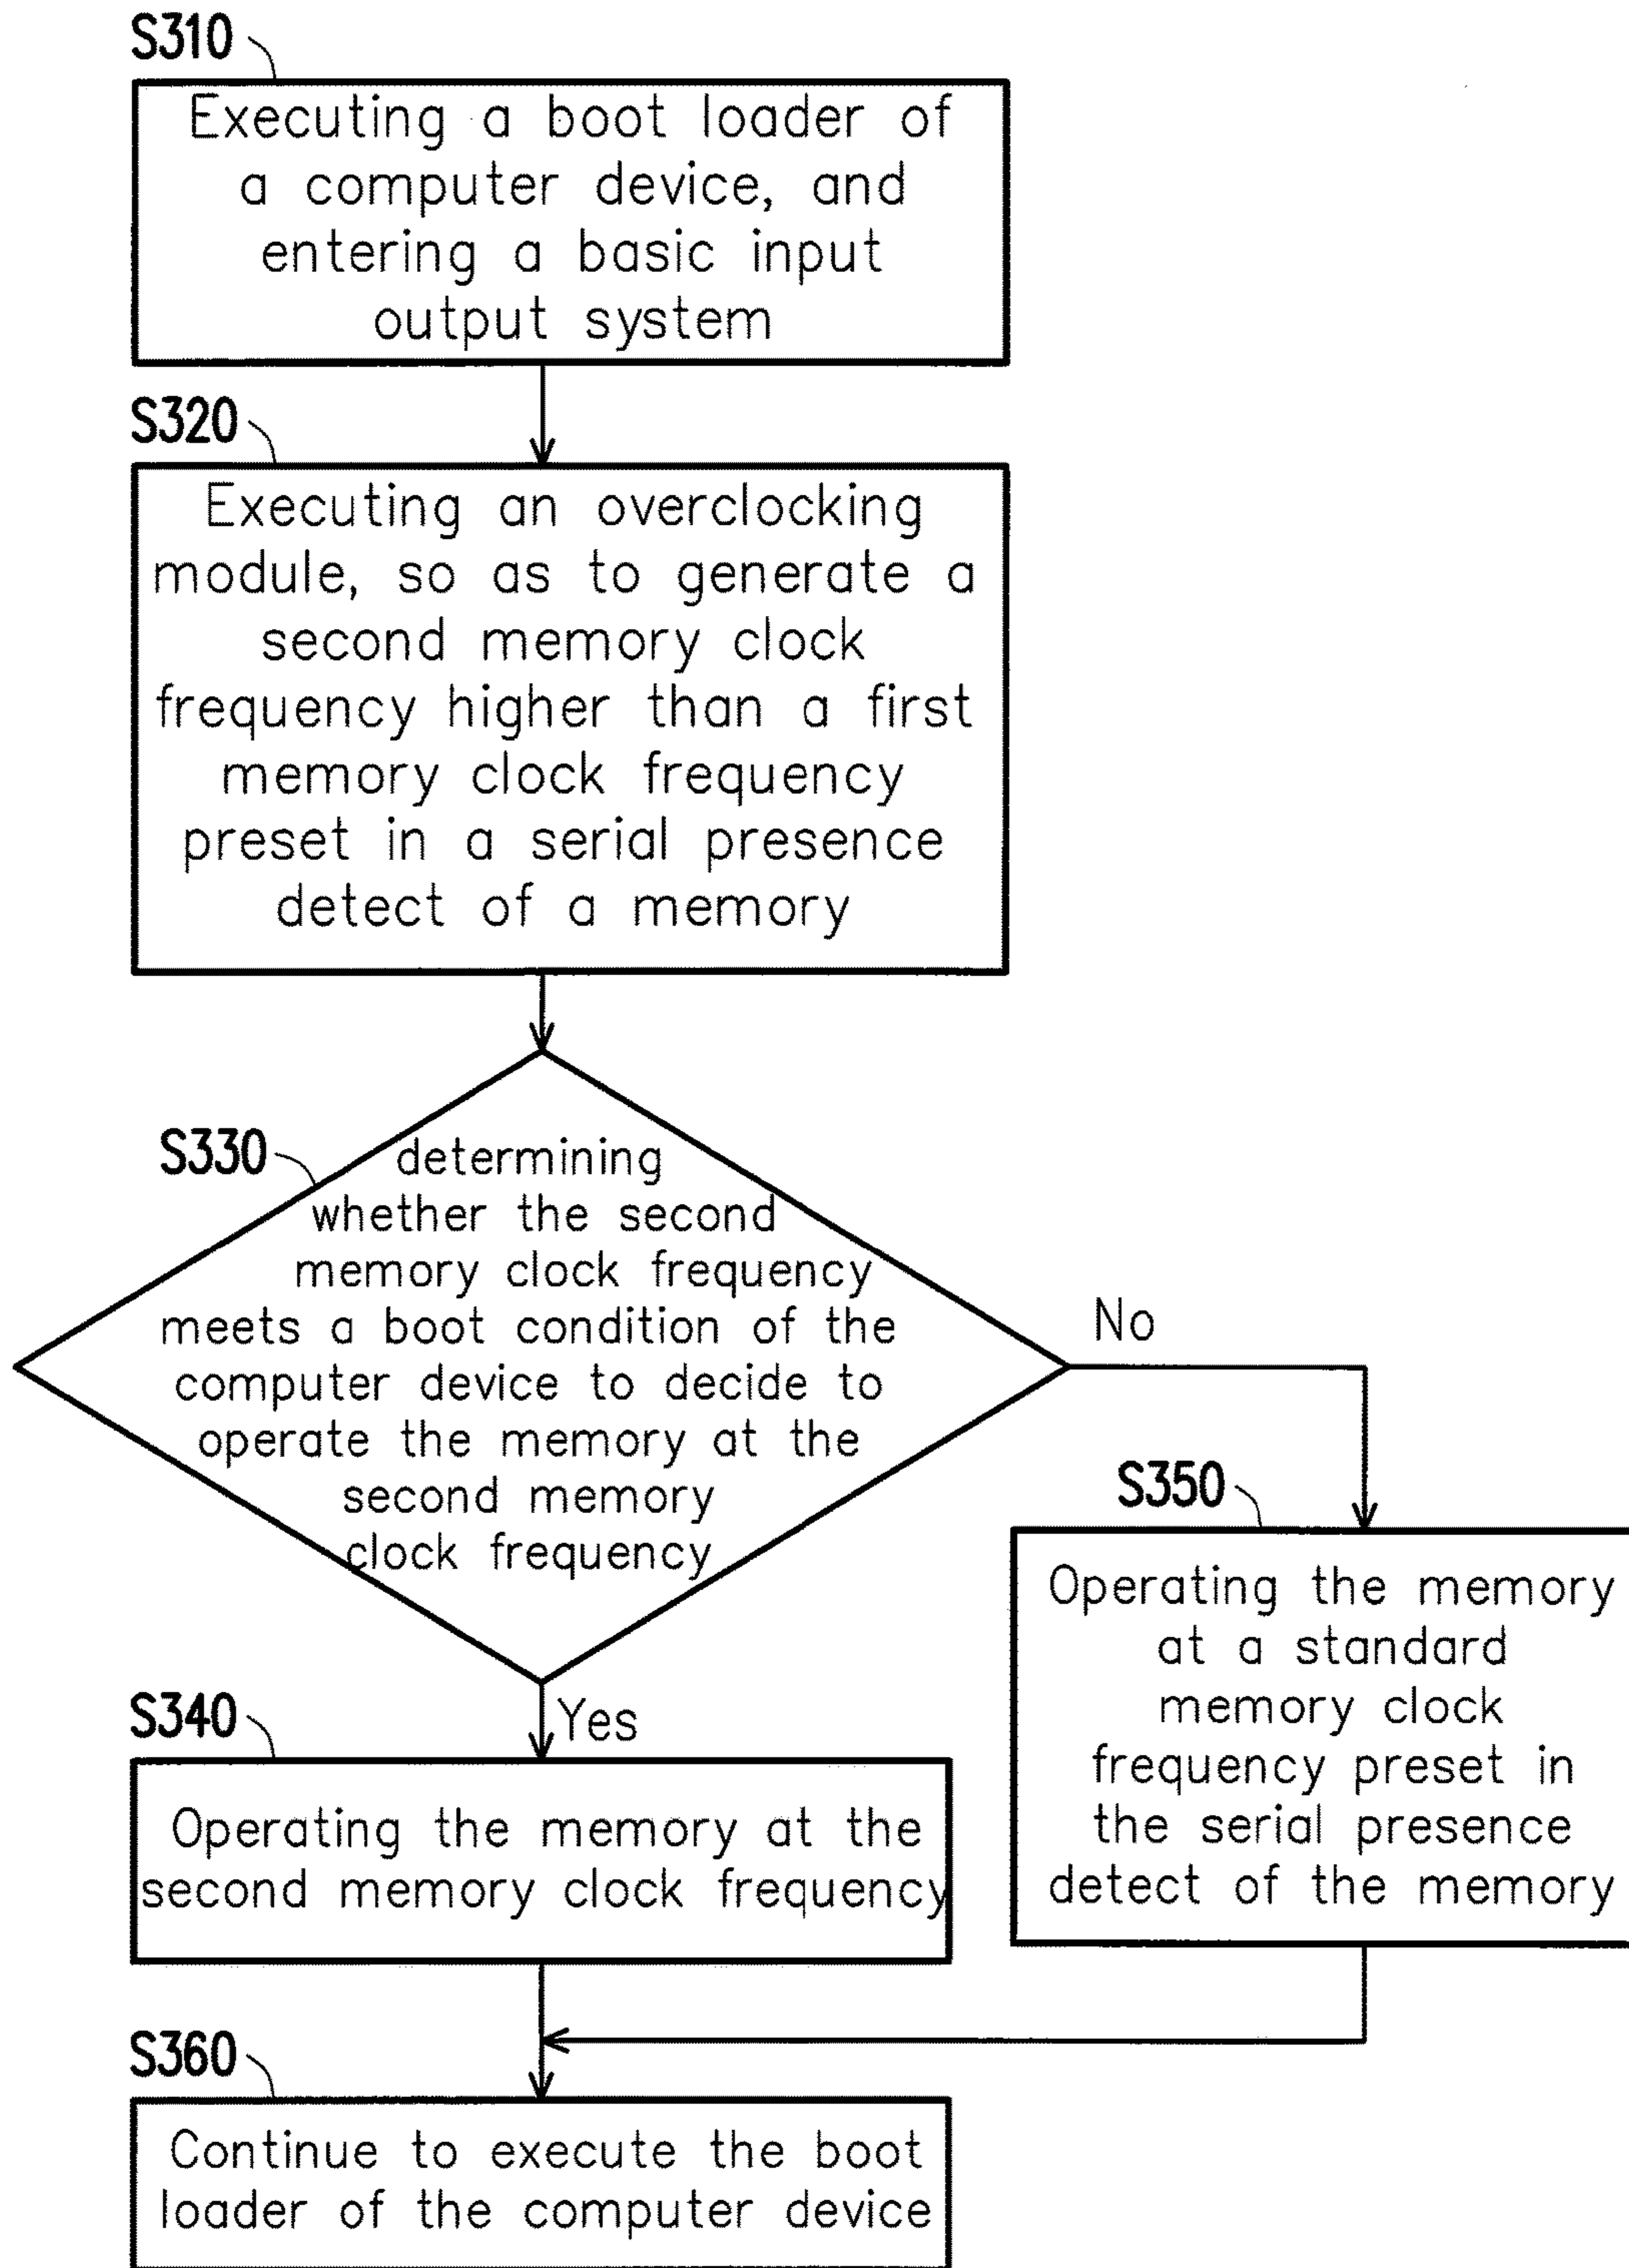 S310
Executing a boot loader of
a computer device, and
entering a basic input
output system
S320
Executing an overclocking
module, so as to generate a
second memory clock
frequency higher than a first
memory clock frequency
preset in a serial presence
detect of a memory
S330
determining
whether the second
memory clock frequency
meets a boot condition of the
computer device to decide to
operate the memory at the
second memory
clock frequency
No
Yes
S340
Operating the memory at the
second memory clock frequency
S350
Operating the memory
at a standard
memory clock
frequency preset in
the serial presence
detect of the memory
S360
Continue to execute the boot
loader of the computer device